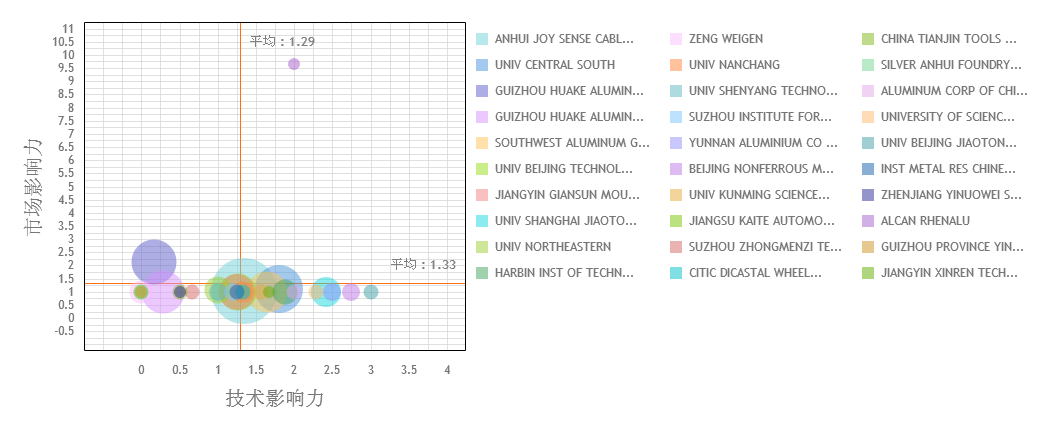 11
10.5
10
9.5
9
8.5
8
7.5
7
6.5
6
5.5
5
4.5
4
3.5
3
2.5
2
1.5
1
0.5
0
-0.5
市场影响力
平均：1.29
平均：1.33
0 0.5 1 1.5 2 2.5 3 3.5 4
技术影响力
ANHUI JOY SENSE CABL... ZENG WEIGEN CHINA TIANJIN TOOLS ...
UNIV CENTRAL SOUTH UNIV NANCHANG SILVER ANHUI FOUNDRY...
GUIZHOU HUAKE ALUMIN... UNIV SHENYANG TECHNO... ALUMINUM CORP OF CHI...
GUIZHOU HUAKE ALUMIN... SUZHOU INSTITUTE FOR... UNIVERSITY OF SCIENC...
SOUTHWEST ALUMINUM G... YUNNAN ALUMINIUM CO ... UNIV BEIJING JIAOTON...
UNIV BEIJING TECHNOL... BEIJING NONFERROUS M... INST METAL RES CHINE...
JIANGYIN GIANSUN MOU... UNIV KUNMING SCIENCE... ZHENJIANG YINUOWEI S...
UNIV SHANGHAI JIAOTO... JIANGSU KAITE AUTOMO... ALCAN RHENALU
UNIV NORTHEASTERN SUZHOU ZHONGMENZI TE... GUIZHOU PROVINCE YIN...
HARBIN INST OF TECHN... CITIC DICASTAL WHEEL... JIANGYIN XINREN TECH...